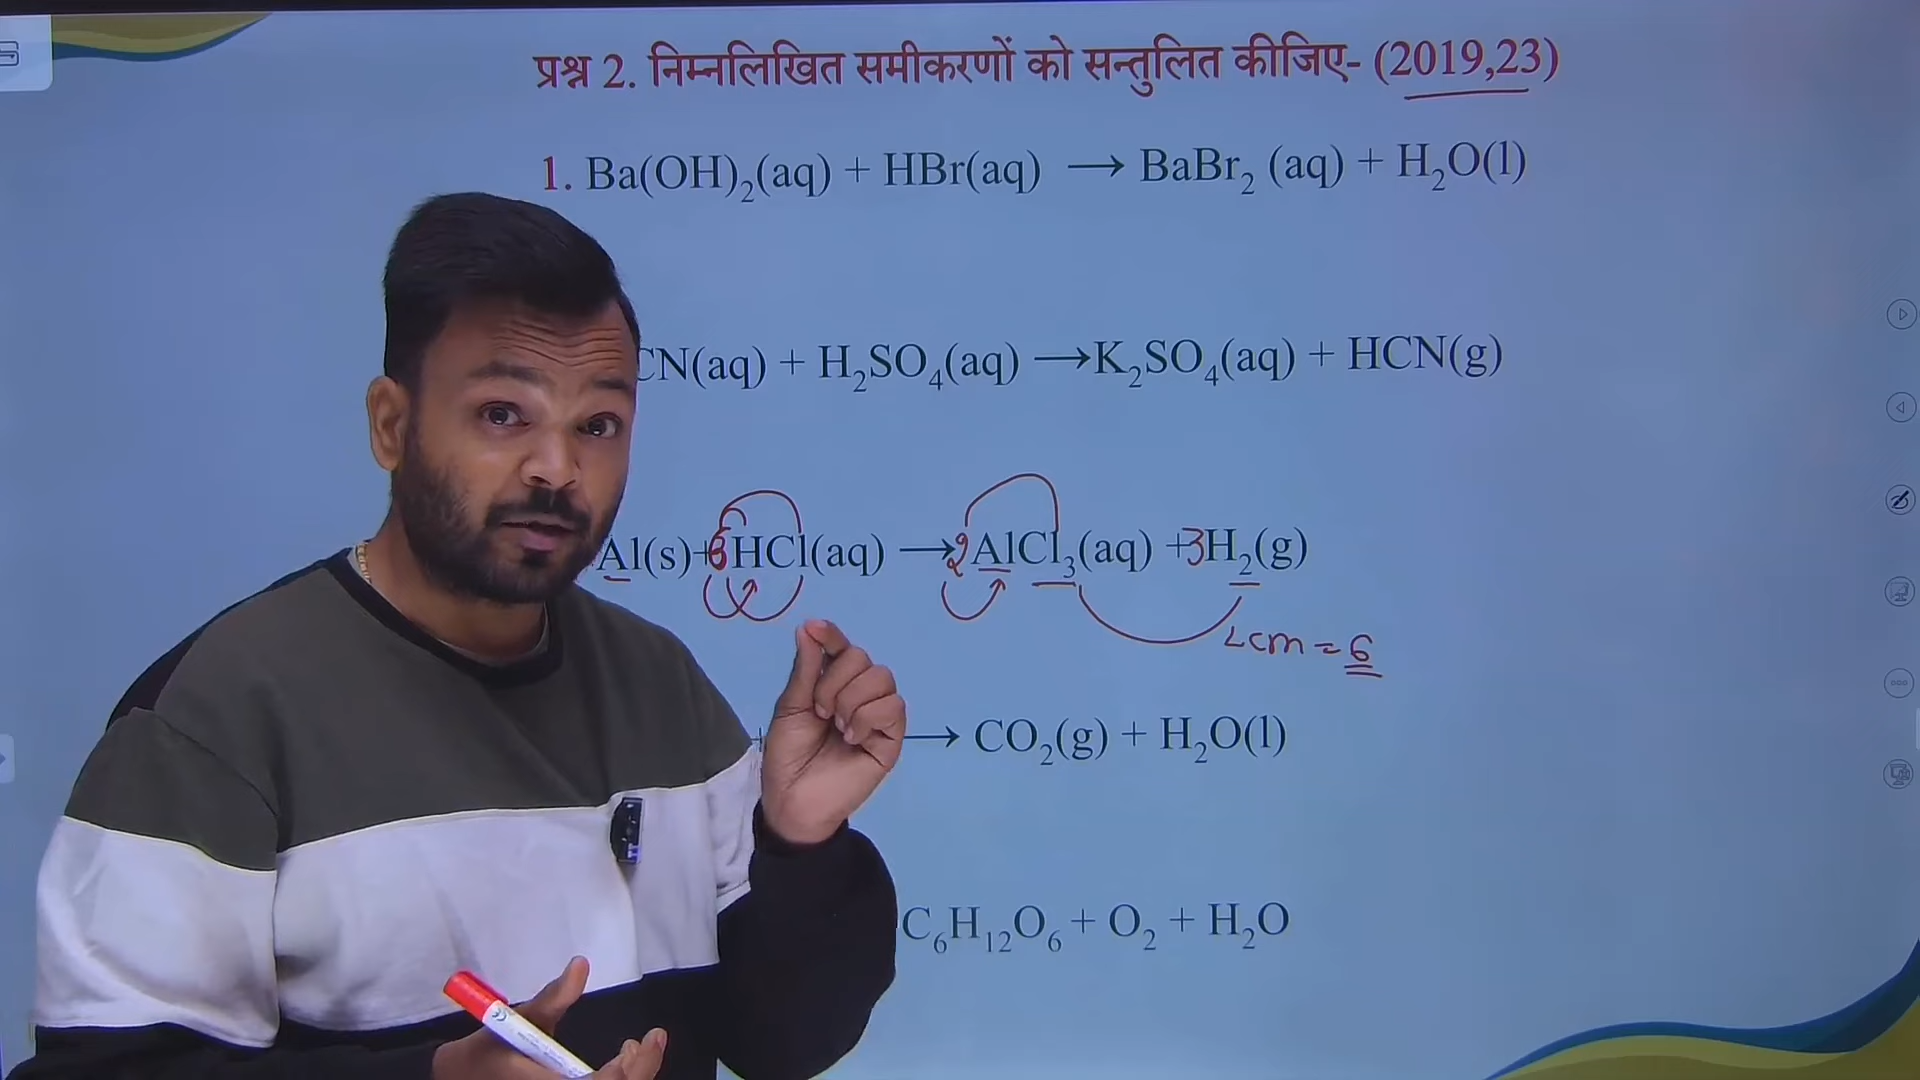 प्रश्न 2. निम्नलिखित समीकरणों को सन्तुलित कीजिए- (2019,23)
1. Ba(OH)₂(aq) + HBr(aq) ⟶ BaBr₂ (aq) + H₂O(l)
CN(aq) + H₂SO₄(aq) ⟶K₂SO₄(aq) + HCN(g)
Al(s)+6HCl(aq) ⟶2AlCl₃(aq) +3H₂(g)
Lcm = 6
+ ⟶ CO₂(g) + H₂O(l)
C₆H₁₂O₆ + O₂ + H₂O